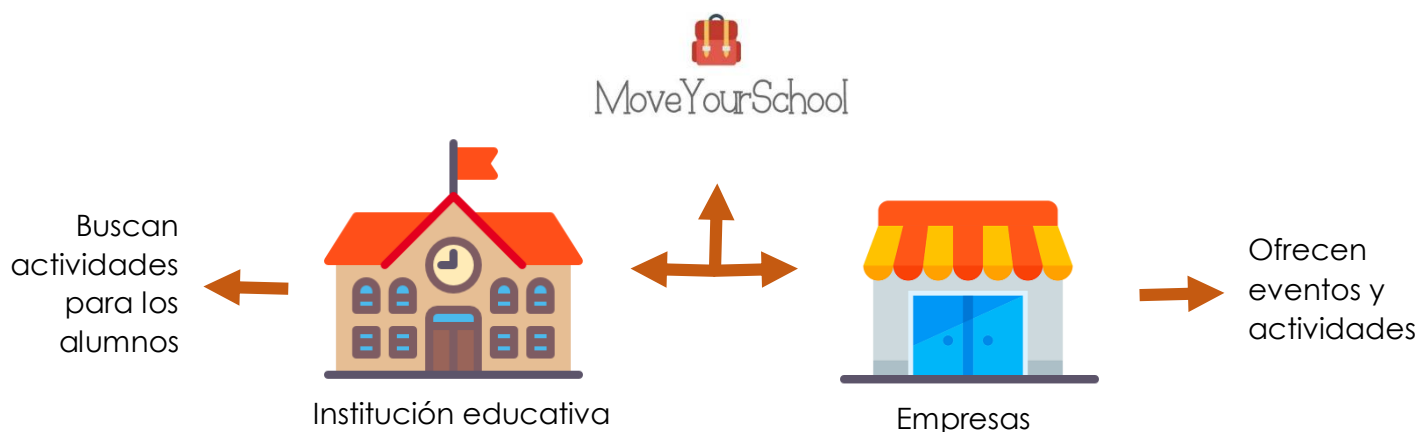 MoveYourSchool
Buscan
actividades
para los
alumnos
Ofrecen
eventos y
actividades
Institución educativa
Empresas